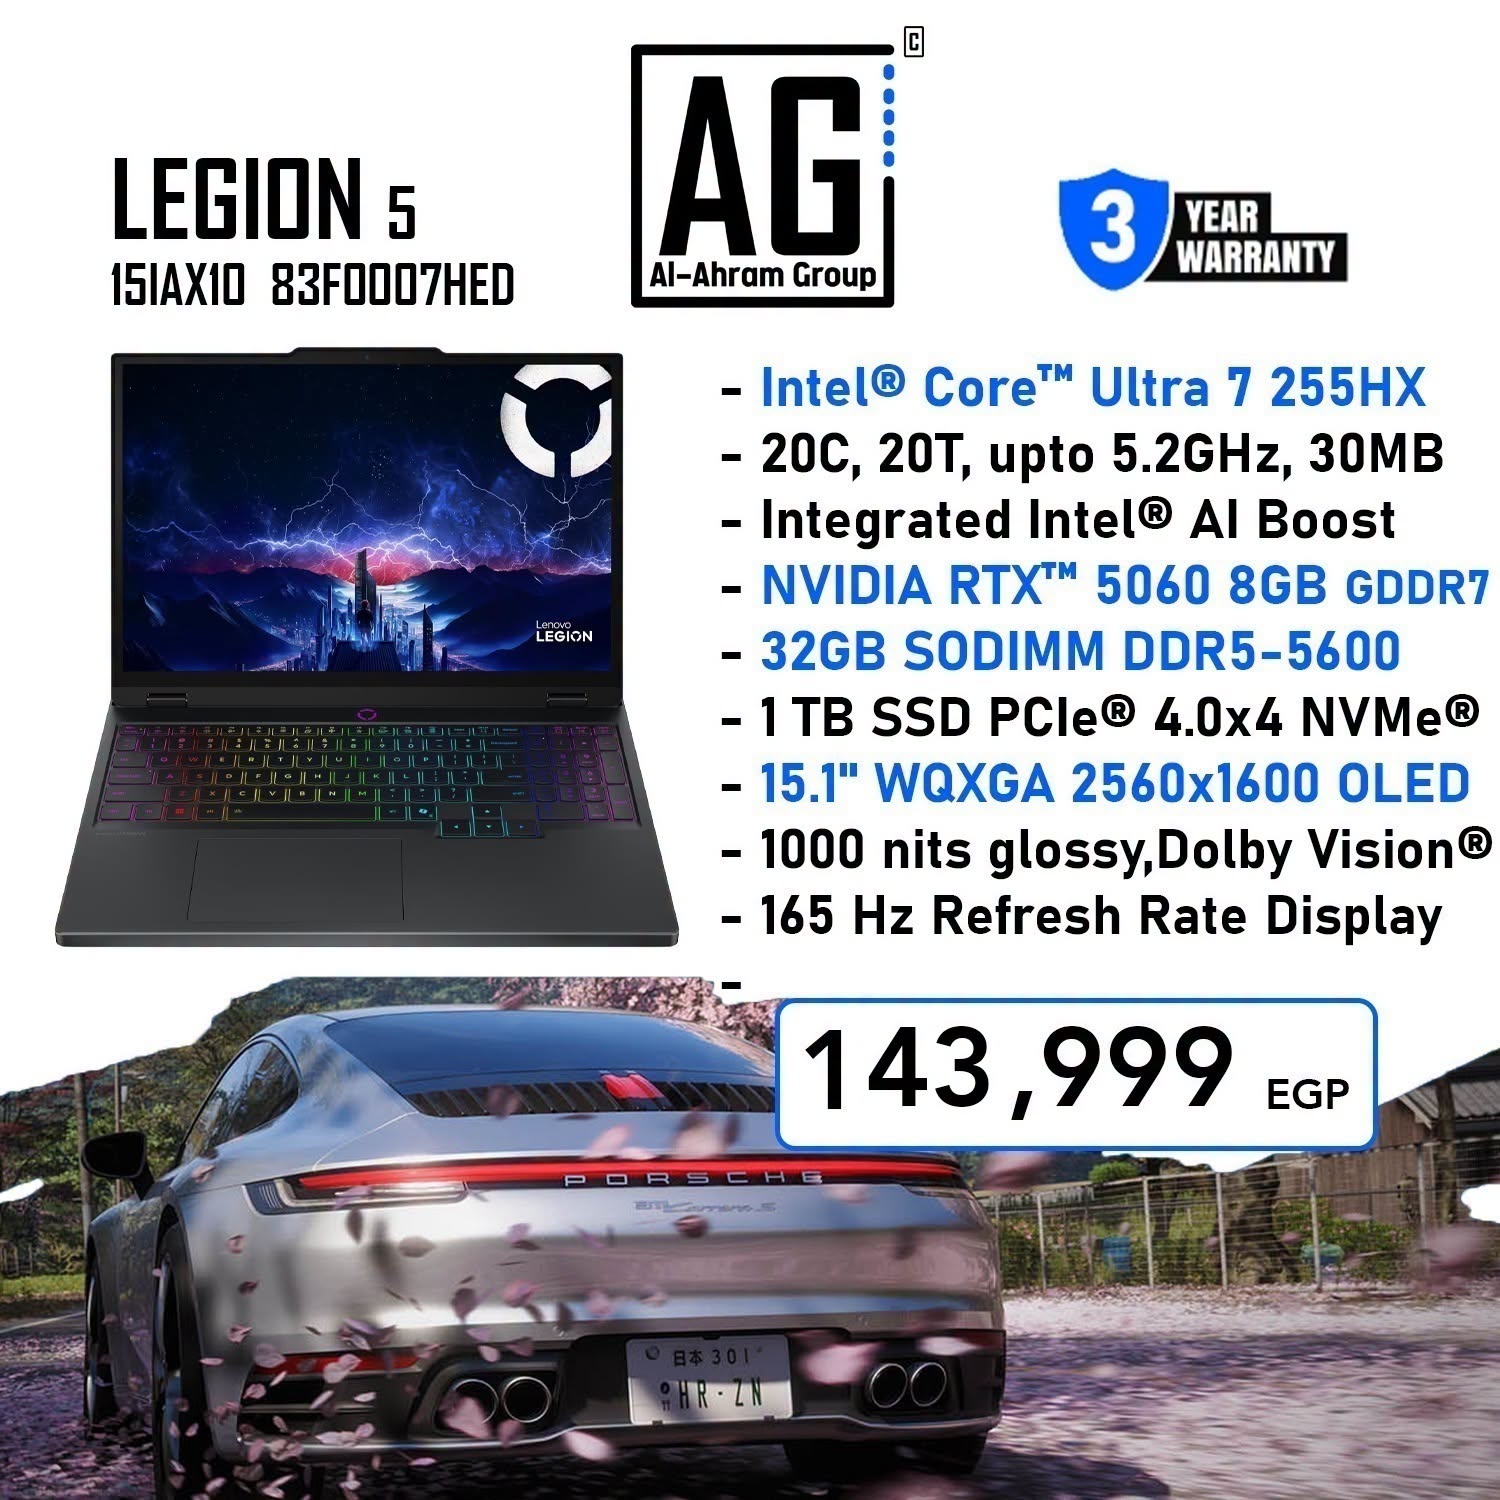 C
AG
Al-Ahram Group
LEGION 5
15IAX10 83F0007HED
3 YEAR
WARRANTY
Lenovo
LEGION
- Intel® Core™ Ultra 7 255HX
- 20C, 20T, upto 5.2GHz, 30MB
- Integrated Intel® AI Boost
- NVIDIA RTX™ 5060 8GB GDDR7
- 32GB SODIMM DDR5-5600
- 1 TB SSD PCIe® 4.0x4 NVMe®
- 15.1" WQXGA 2560x1600 OLED
- 1000 nits glossy,Dolby Vision®
- 165 Hz Refresh Rate Display
-
143,999 EGP
PORSCHE
911 Carrera S
日本 301
HR-ZN